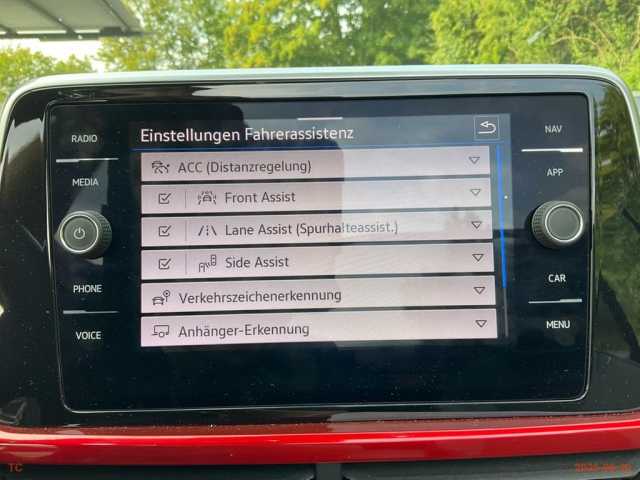 Einstellungen Fahrerassistenz
RADIO
MEDIA
PHONE
VOICE
ACC (Distanzregelung)
Front Assist
Lane Assist (Spurhalteassist.)
Side Assist
Verkehrszeichenerkennung
Anhänger-Erkennung
NAV
APP
CAR
MENU
TC